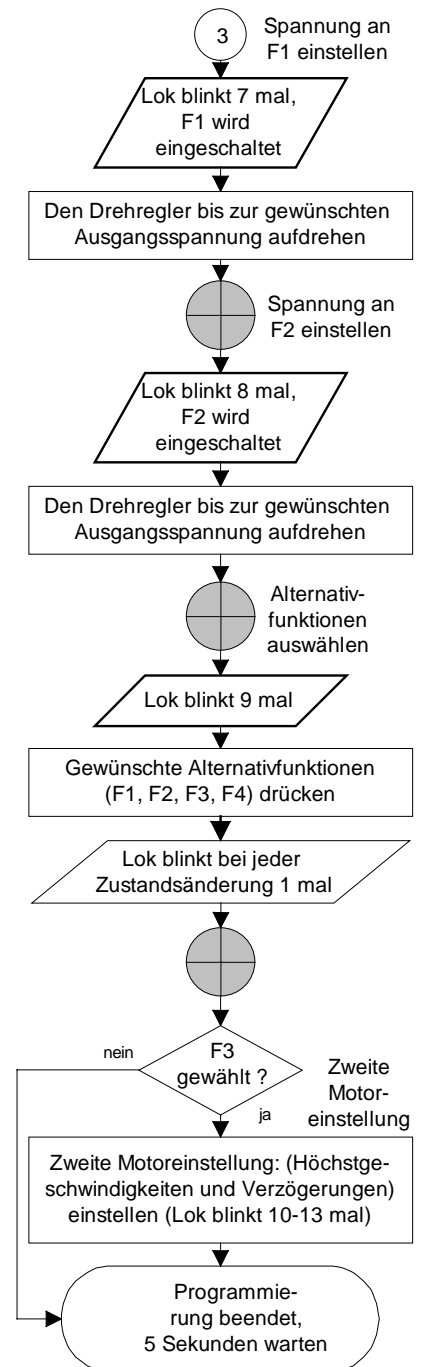 3
Spannung an
F1 einstellen
Lok blinkt 7 mal,
F1 wird
eingeschaltet
Den Drehregler bis zur gewünschten
Ausgangsspannung aufdrehen
Spannung an
F2 einstellen
Lok blinkt 8 mal,
F2 wird
eingeschaltet
Den Drehregler bis zur gewünschten
Ausgangsspannung aufdrehen
Alternativ-
funktionen
auswählen
Lok blinkt 9 mal
Gewünschte Alternativfunktionen
(F1, F2, F3, F4) drücken
Lok blinkt bei jeder
Zustandsänderung 1 mal
nein
F3
gewählt ?
ja
Zweite
Motor-
einstellung
Zweite Motoreinstellung: (Höchstge-
schwindigkeiten und Verzögerungen)
einstellen (Lok blinkt 10-13 mal)
Programmie-
rung beendet,
5 Sekunden warten